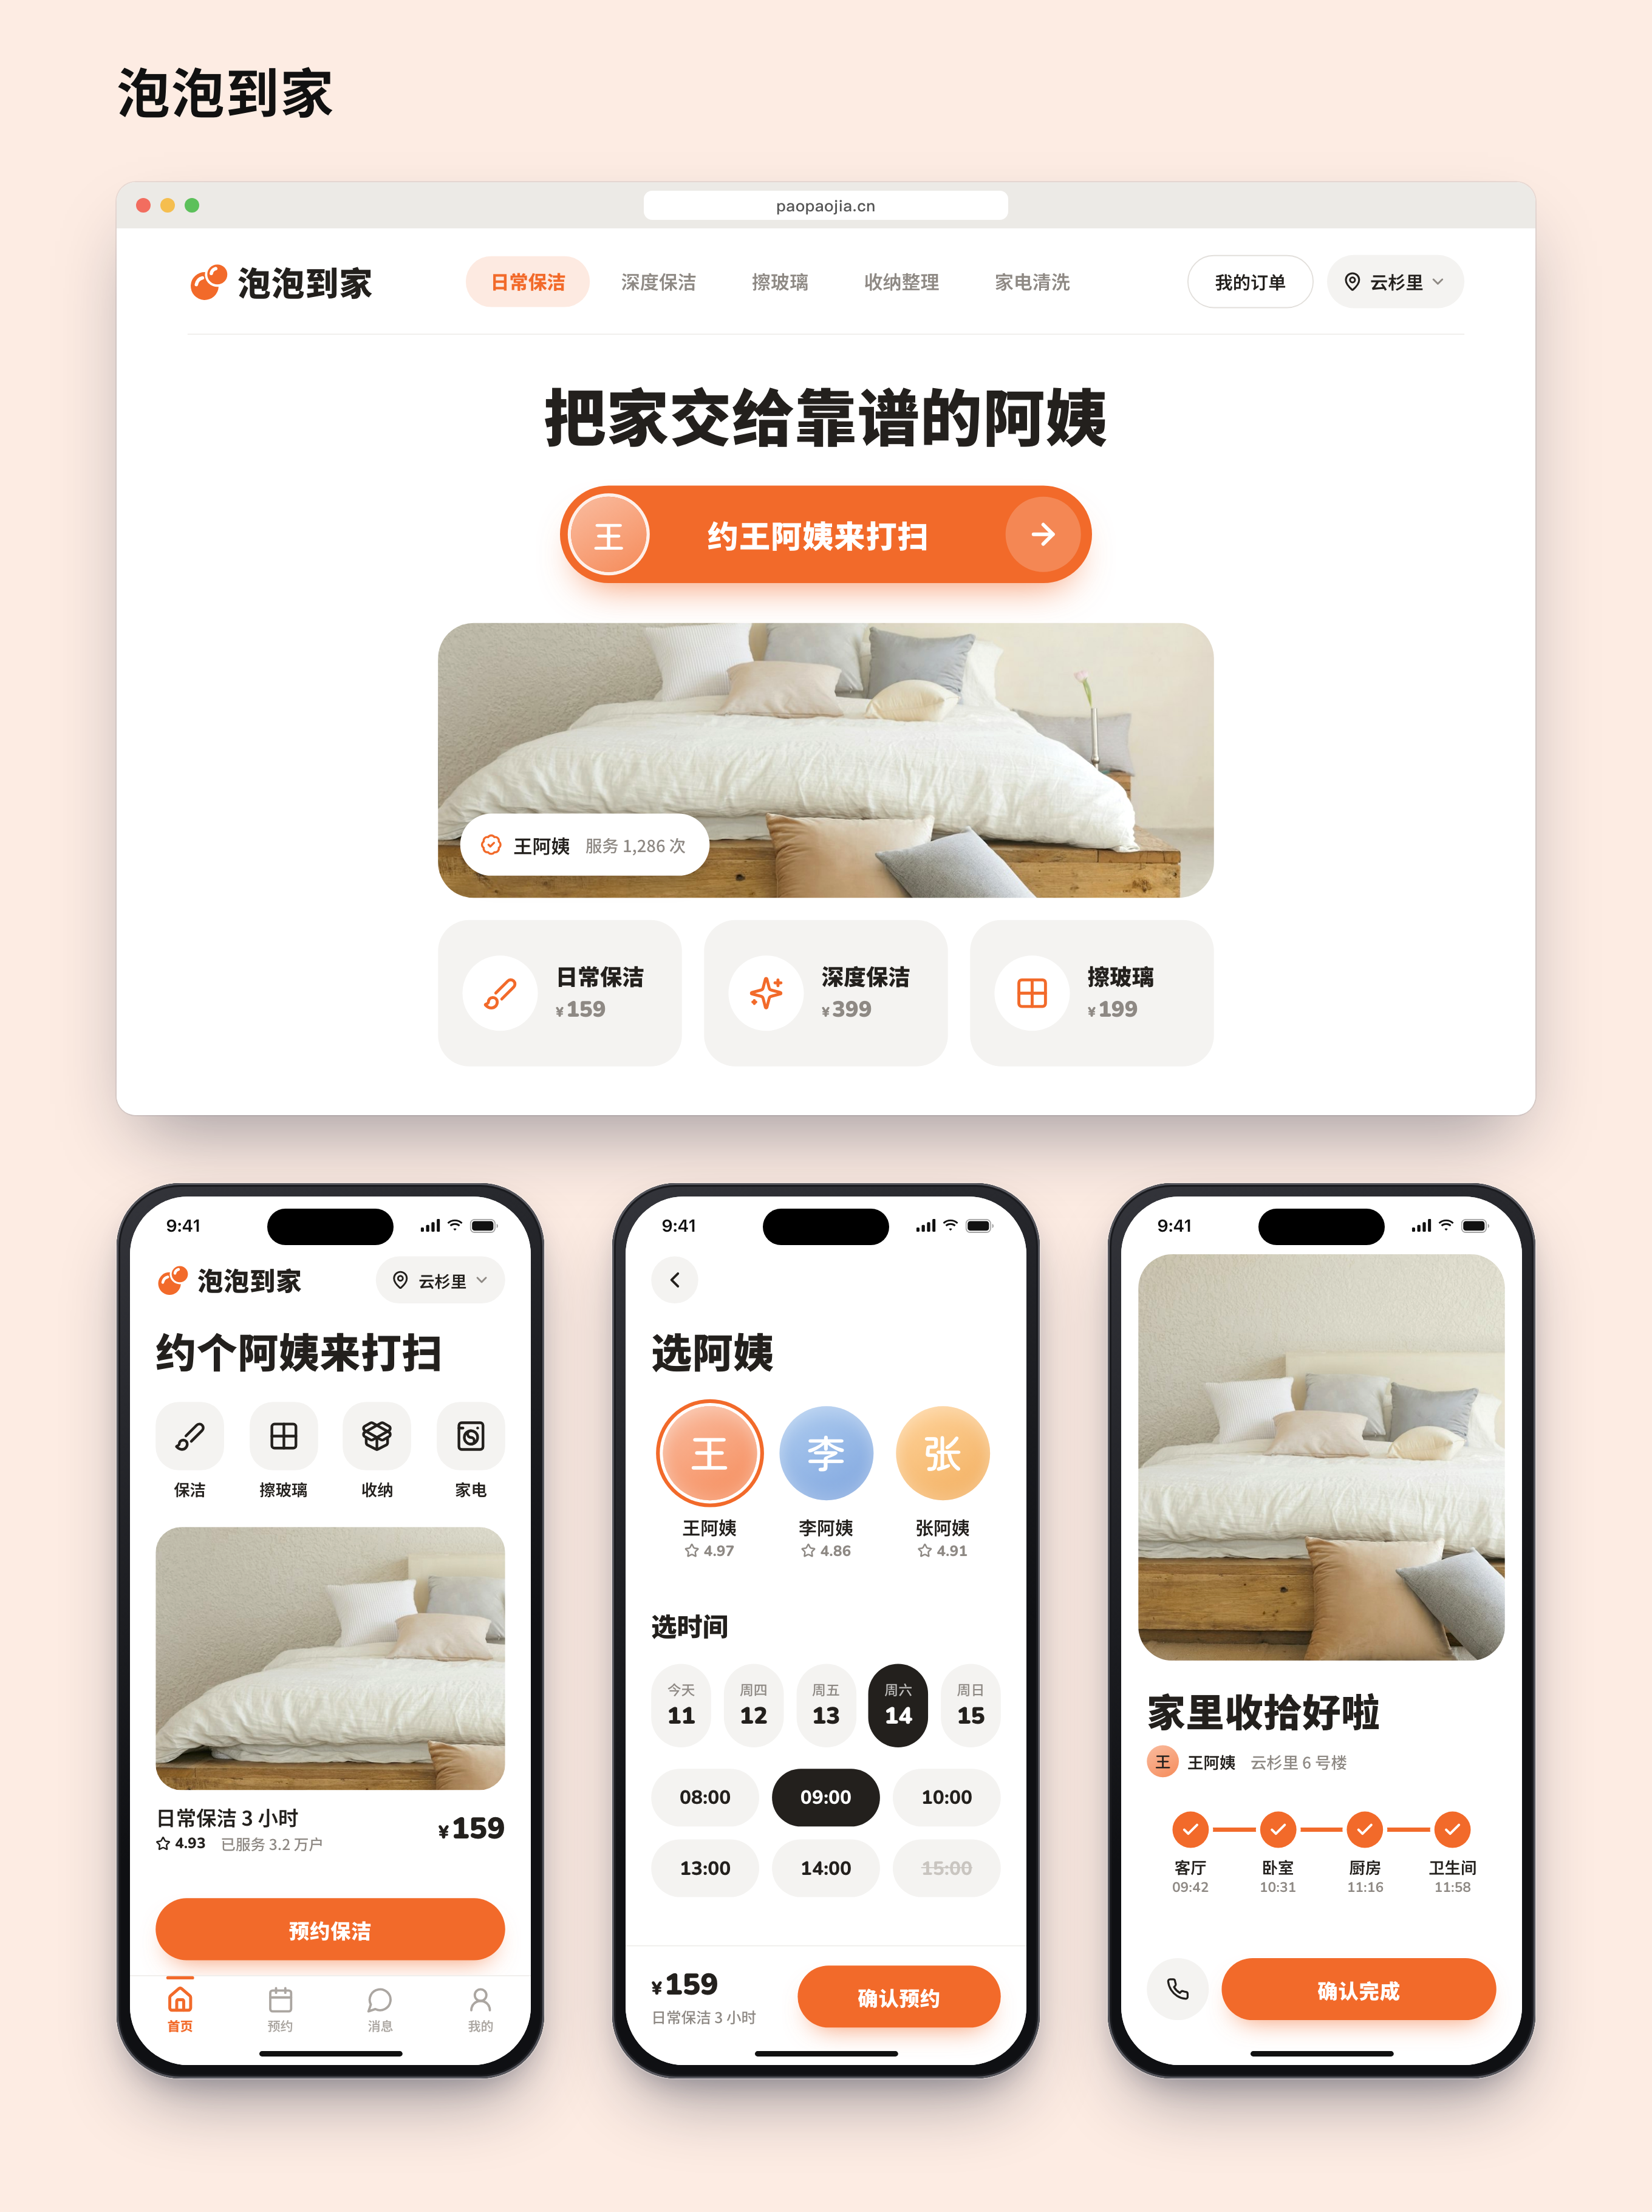 泡泡到家
paopaojia.cn
泡泡到家 日常保洁 深度保洁 擦玻璃 收纳整理 家电清洗 我的订单 云杉里
把家交给靠谱的阿姨
王 约王阿姨来打扫
王阿姨 服务 1,286 次
日常保洁 深度保洁 擦玻璃
¥159 ¥399 ¥199
9:41
泡泡到家 云杉里
约个阿姨来打扫
保洁 擦玻璃 收纳 家电
日常保洁 3 小时
4.93 已服务 3.2 万户
¥159
预约保洁
首页 预约 消息 我的
9:41
选阿姨
王 李 张
王阿姨 李阿姨 张阿姨
4.97 4.86 4.91
选时间
今天 周四 周五 周六 周日
11 12 13 14 15
08:00 09:00 10:00
13:00 14:00 15:00
¥159
日常保洁 3 小时
确认预约
9:41
家里收拾好啦
王 王阿姨 云杉里 6 号楼
客厅 卧室 厨房 卫生间
09:42 10:31 11:16 11:58
确认完成